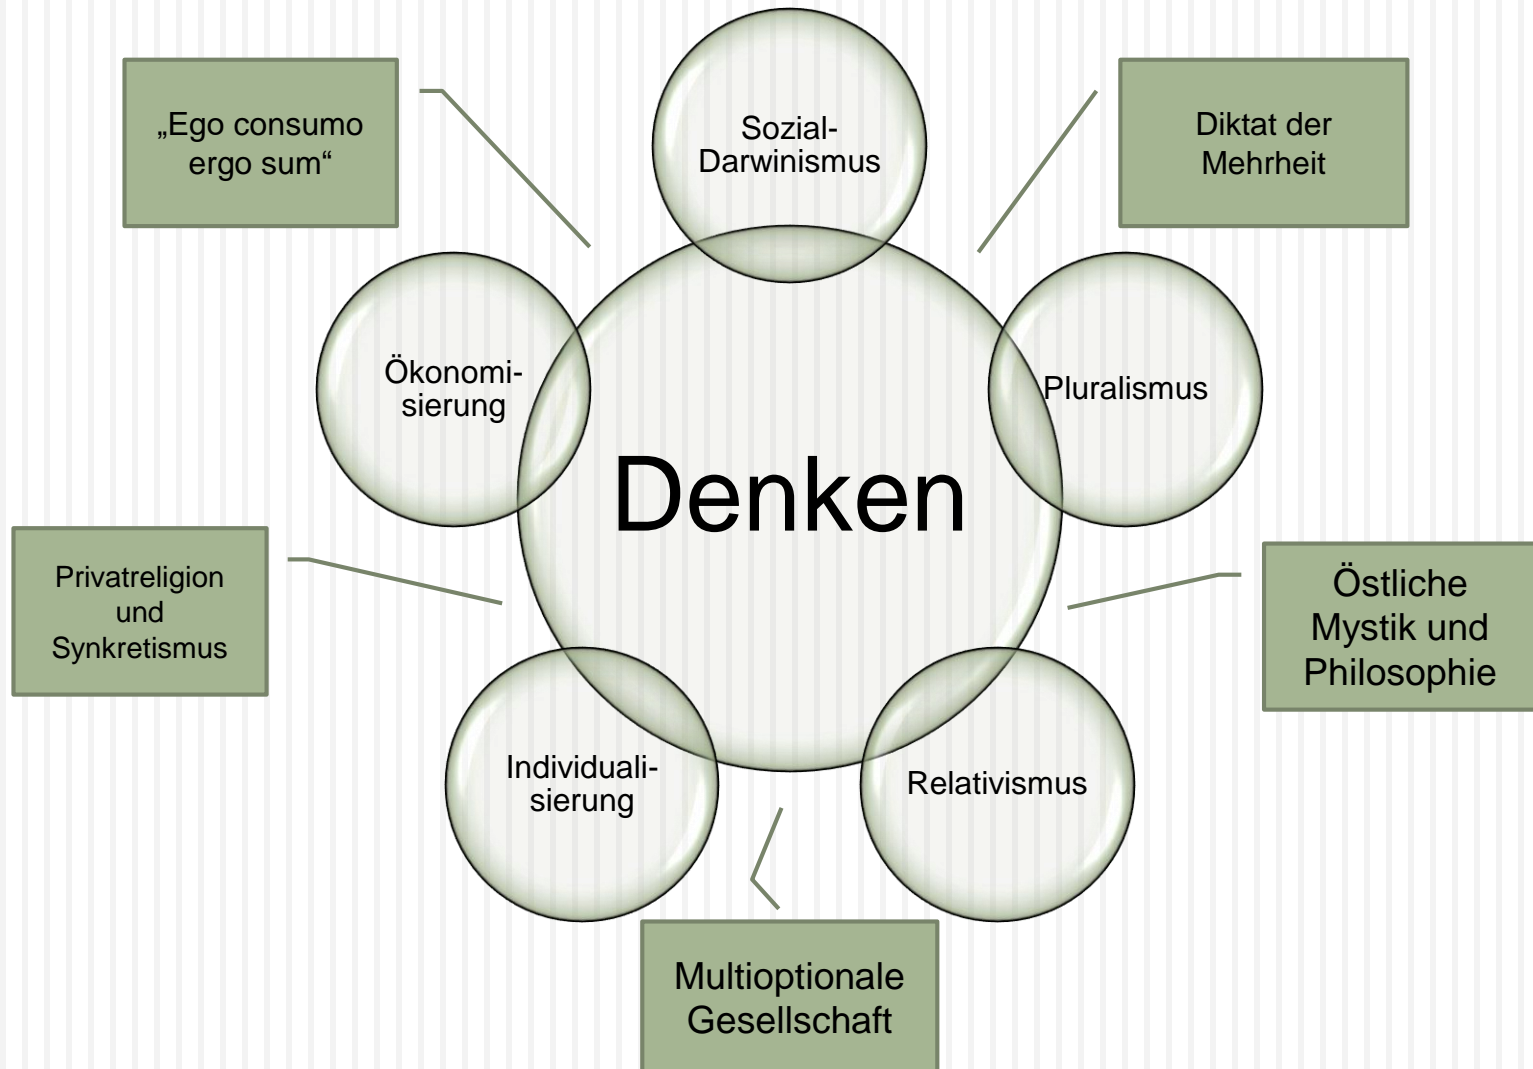 „Ego consumo
ergo sum“
Sozial-
Darwinismus
Diktat der
Mehrheit
Ökonomi-
sierung
Pluralismus
Denken
Privatreligion
und
Synkretismus
Östliche
Mystik und
Philosophie
Individuali-
sierung
Relativismus
Multioptionale
Gesellschaft